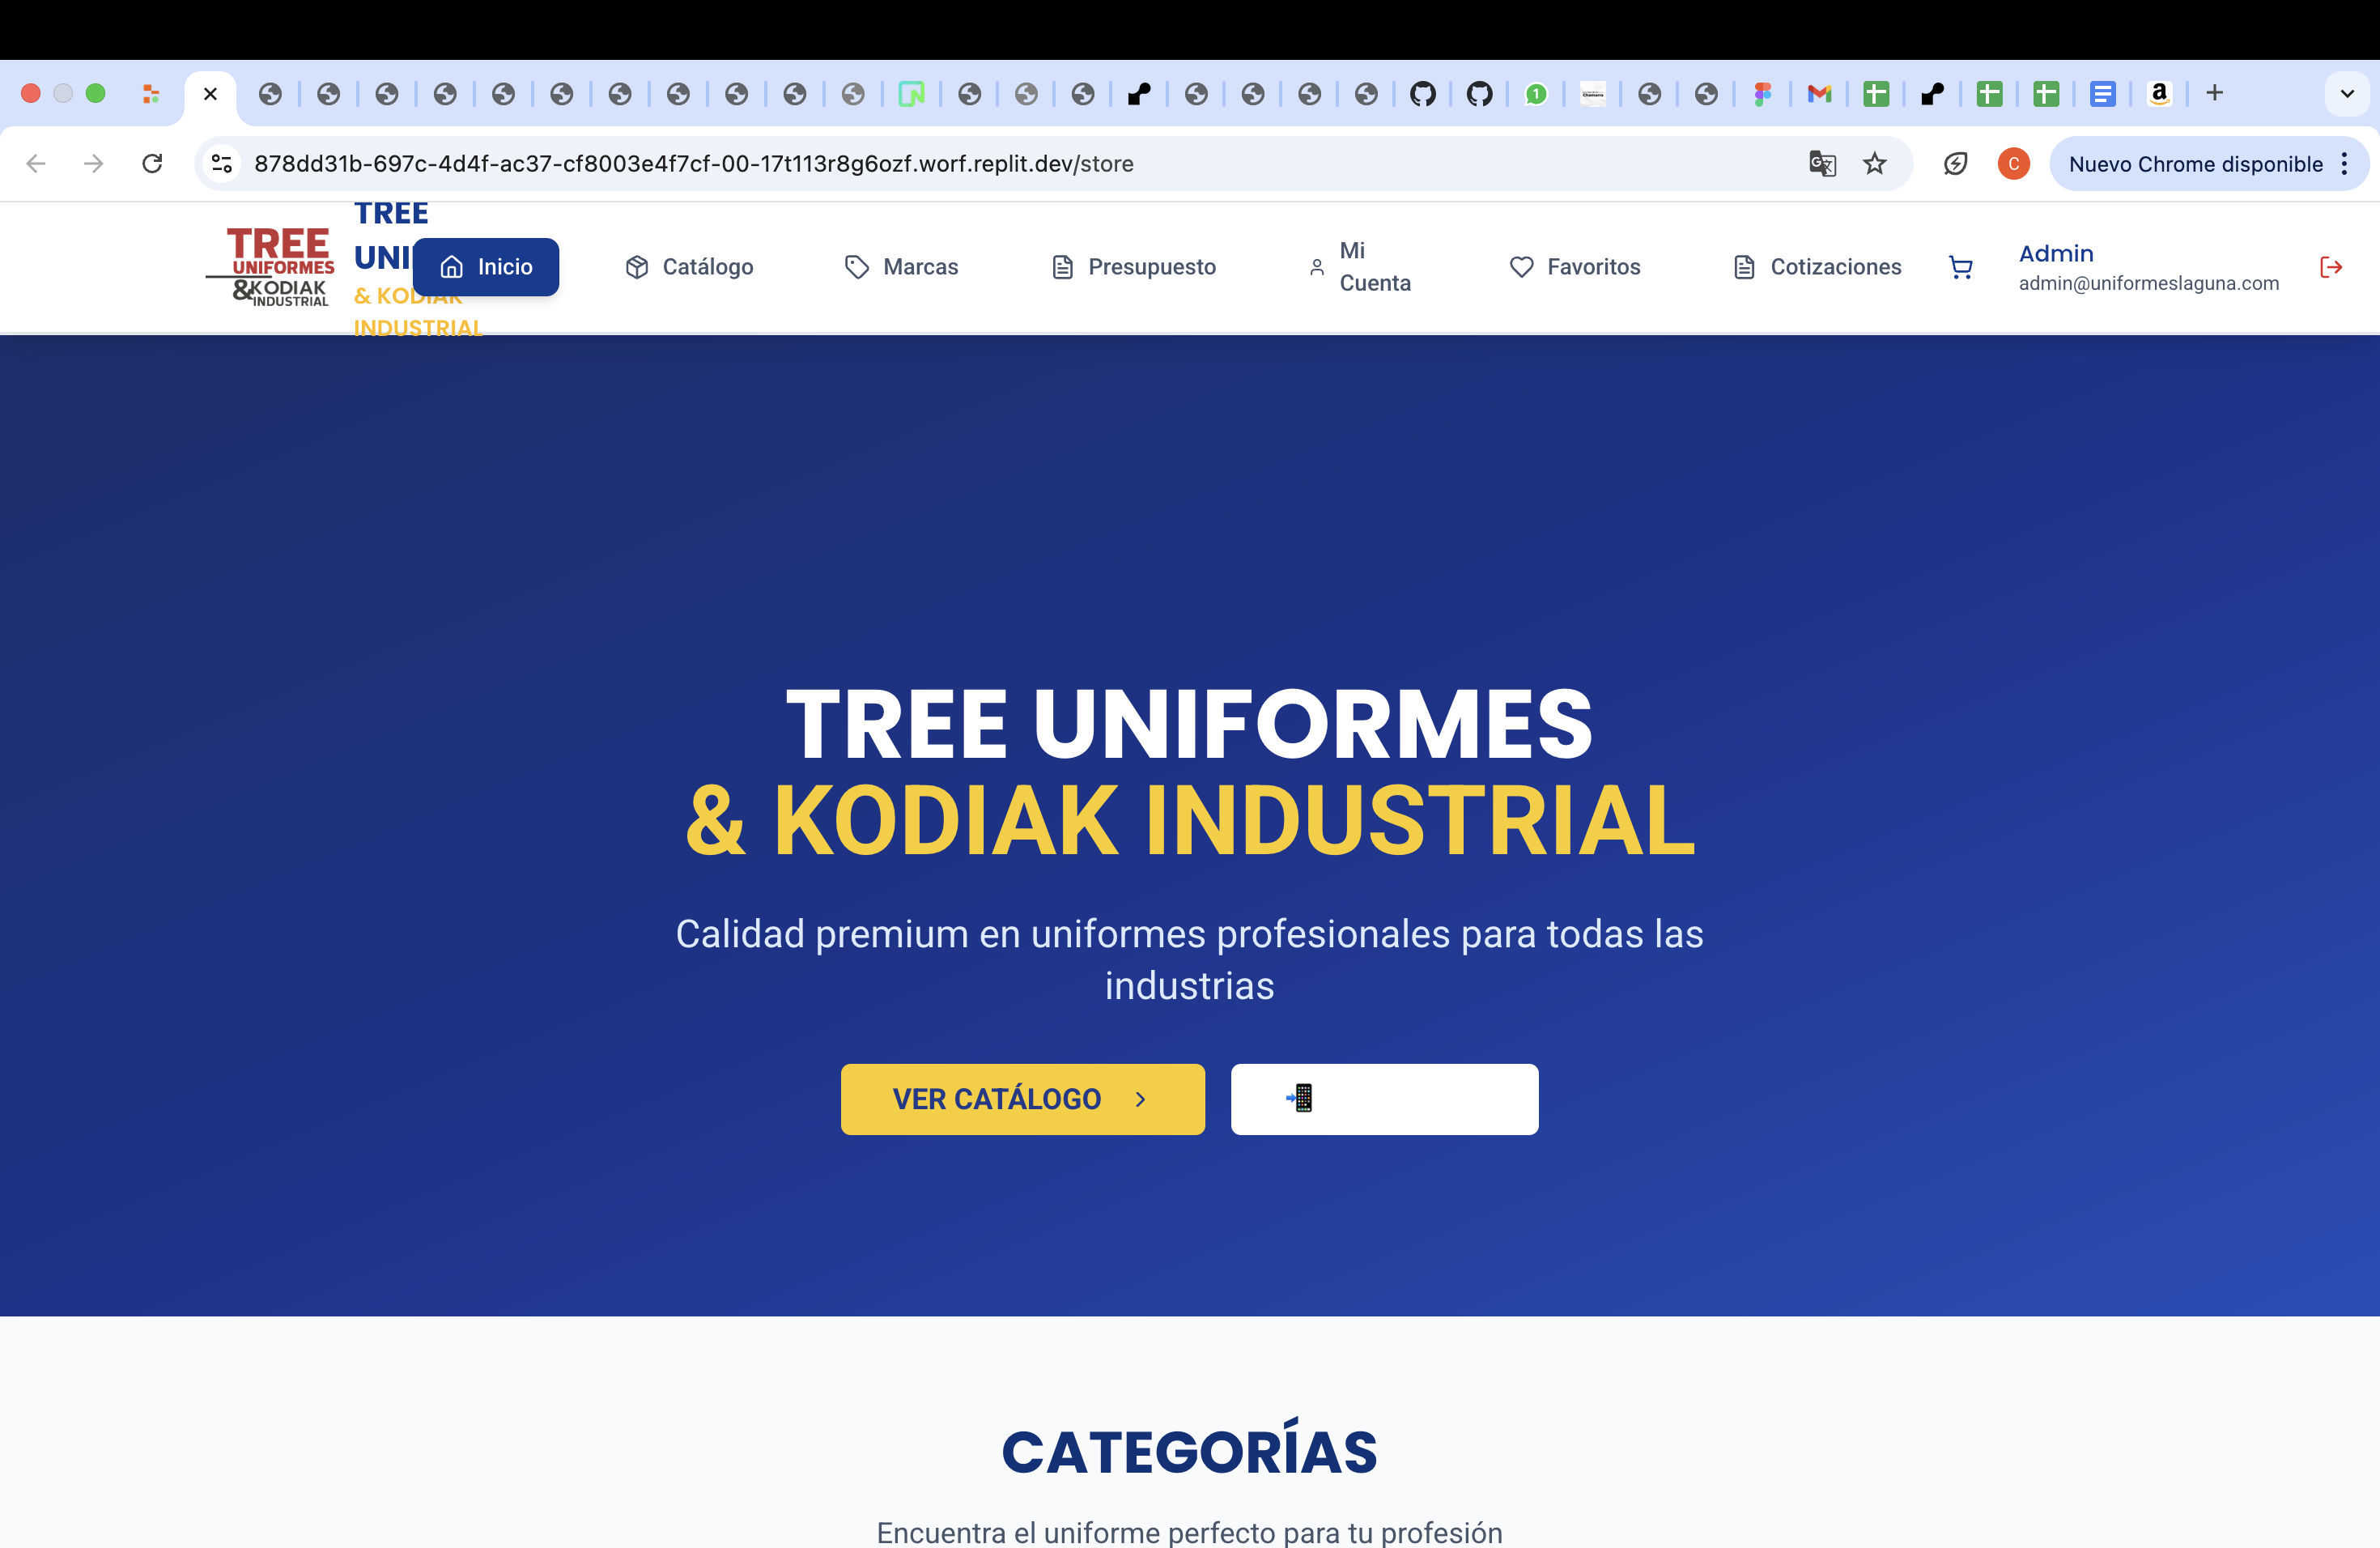 1
a
878dd31b-697c-4d4f-ac37-cf8003e4f7cf-00-17t113r8g6ozf.worf.replit.dev/store
C
Nuevo Chrome disponible
TREE
UNIFORMES
&KODIAK
INDUSTRIAL
TREE
UNI
& KODIAK
INDUSTRIAL
Inicio
Catálogo
Marcas
Presupuesto
Mi
Cuenta
Favoritos
Cotizaciones
Admin
admin@uniformeslaguna.com
TREE UNIFORMES
& KODIAK INDUSTRIAL
Calidad premium en uniformes profesionales para todas las
industrias
VER CATÁLOGO
CATEGORÍAS
Encuentra el uniforme perfecto para tu profesión